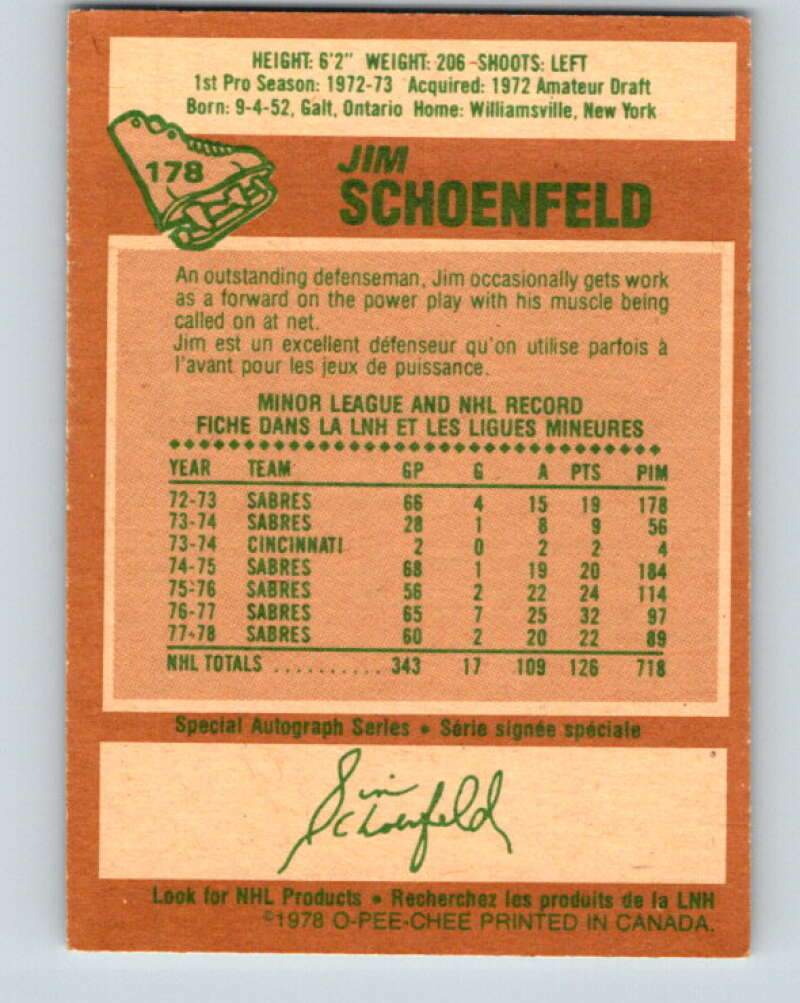 HEIGHT: 6'2" WEIGHT: 206 SHOOTS: LEFT
1st Pro Season: 1972-73 Acquired: 1972 Amateur Draft
Born: 9-4-52, Galt, Ontario Home: Williamsville, New York
178
JIM
SCHOENFELD
An outstanding defenseman, Jim occasionally gets work
as a forward on the power play with his muscle being
called on at net.
Jim est un excellent défenseur qu'on utilise parfois à
l'avant pour les jeux de puissance.
MINOR LEAGUE AND NHL RECORD
FICHE DANS LA LNH ET LES LIGUES MINEURES
YEAR TEAM GP G A PTS PIM
72-73 SABRES 66 4 15 19 178
73-74 SABRES 28 1 8 9 56
73-74 CINCINNATI 2 0 2 2 4
74-75 SABRES 68 1 19 20 184
75-76 SABRES 56 2 22 24 114
76-77 SABRES 65 7 25 32 97
77-78 SABRES 60 2 20 22 89
NHL TOTALS .......... 343 17 109 126 718
Special Autograph Series • Série signée spéciale
Jim
Schoenfeld
Look for NHL Products • Recherchez les produits de la LNH
©1978 O-PEE-CHEE PRINTED IN CANADA.